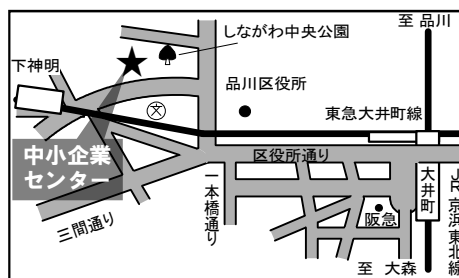 至 品川
しながわ中央公園
下神明
品川区役所
文
東急大井町線
中小企業
センター
区役所通り
一本橋通り
三間通り
大井町
JR京浜東北線
阪急
至 大森